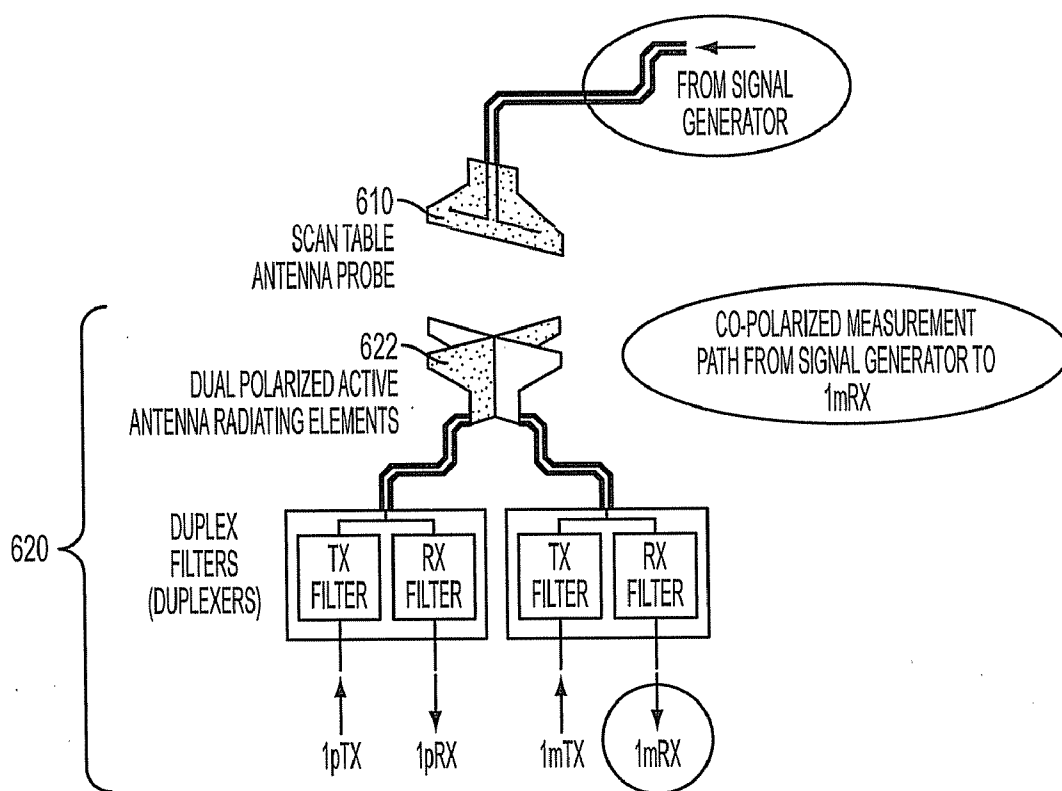 FROM SIGNAL
GENERATOR
610
SCAN TABLE
ANTENNA PROBE
CO-POLARIZED MEASUREMENT
PATH FROM SIGNAL GENERATOR TO
1mRX
622
DUAL POLARIZED ACTIVE
ANTENNA RADIATING ELEMENTS
620
DUPLEX
FILTERS
(DUPLEXERS)
TX
FILTER
RX
FILTER
TX
FILTER
RX
FILTER
1pTX
1pRX
1mTX
1mRX